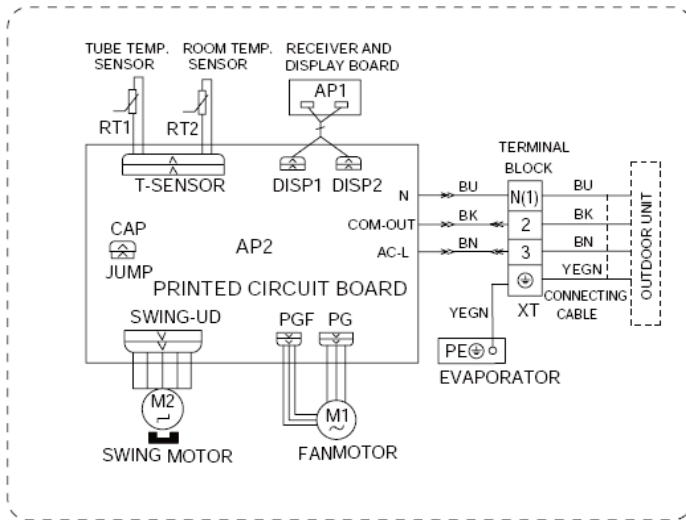 TUBE TEMP.
SENSOR
ROOM TEMP.
SENSOR
RECEIVER AND
DISPLAY BOARD
AP1
RT1
RT2
T-SENSOR
DISP1
DISP2
TERMINAL
BLOCK
N
BU
N(1)
BU
COM-OUT
BK
2
BK
AC-L
BN
3
BN
YEGN
OUTDOOR UNIT
CAP
JUMP
AP2
PRINTED CIRCUIT BOARD
XT
CONNECTING
CABLE
YEGN
SWING-UD
PGF
PG
PE
EVAPORATOR
M2
M1
SWING MOTOR
FANMOTOR